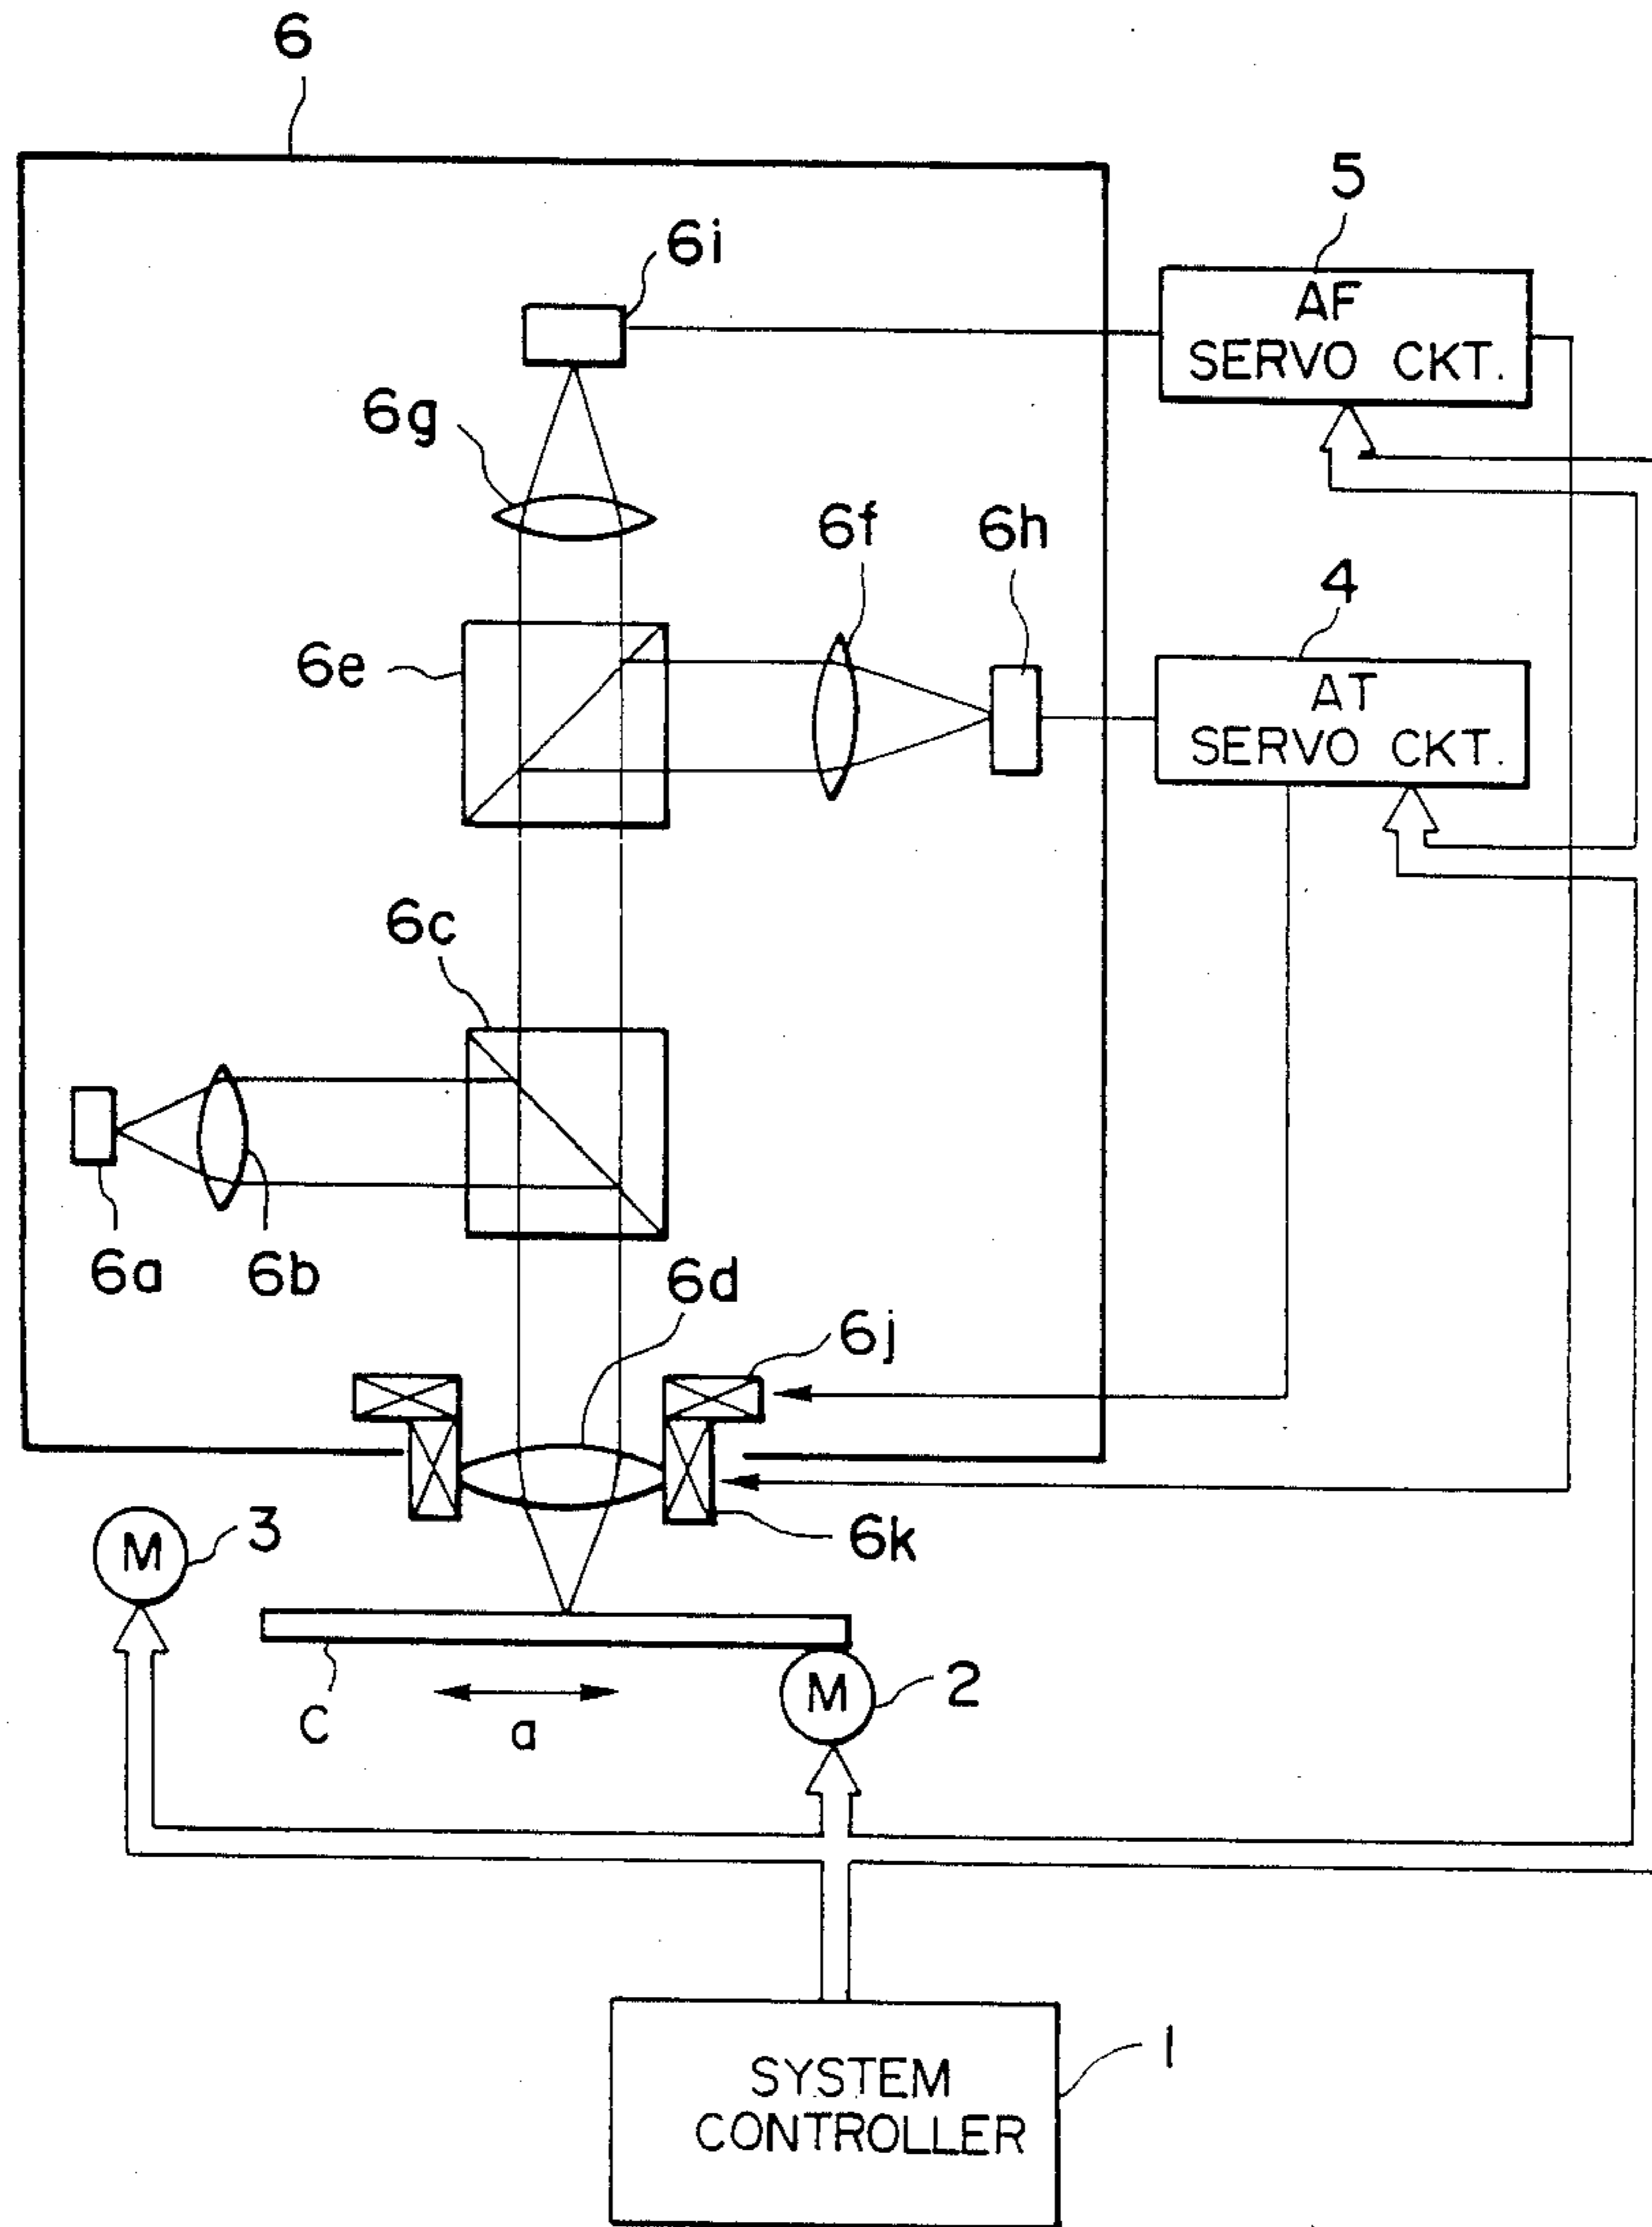 6
5
6i
AF
SERVO CKT.
6g
6f
6h
4
6e
AT
SERVO CKT.
6c
6a
6b
6d
6j
3
M
6k
C
a
M
2
1
SYSTEM
CONTROLLER